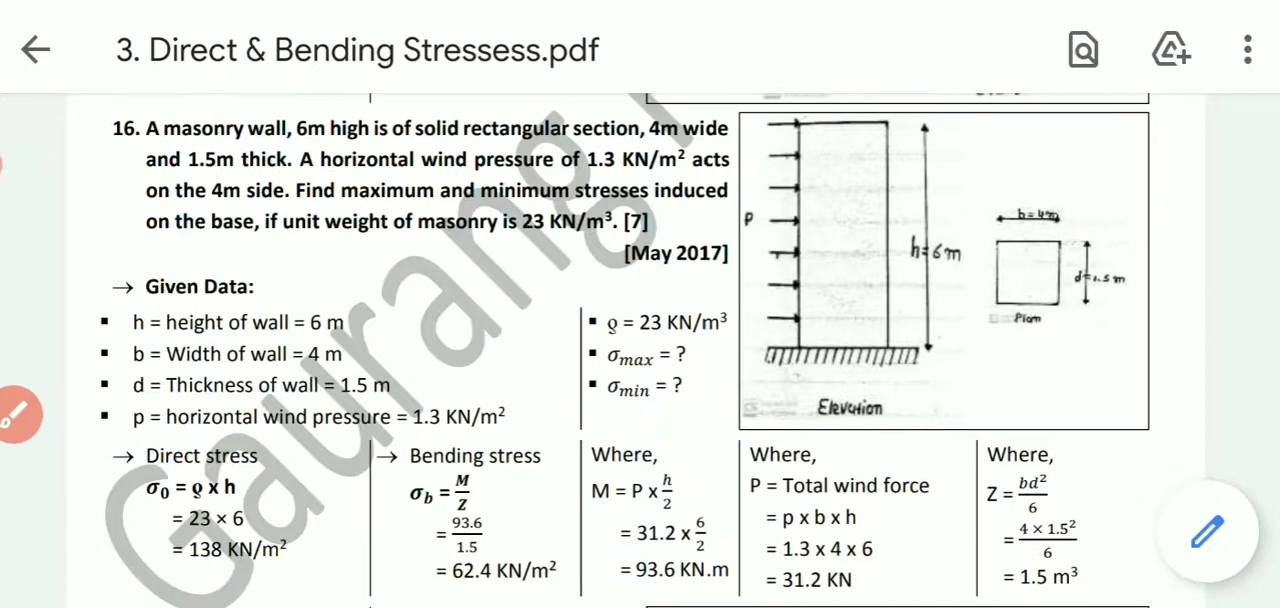 3. Direct & Bending Stressess.pdf
16. A masonry wall, 6m high is of solid rectangular section, 4m wide
and 1.5m thick. A horizontal wind pressure of 1.3 KN/m² acts
on the 4m side. Find maximum and minimum stresses induced
on the base, if unit weight of masonry is 23 KN/m³. [7]
[May 2017]
→ Given Data:
▪ h = height of wall = 6 m
▪ b = Width of wall = 4 m
▪ d = Thickness of wall = 1.5 m
▪ p = horizontal wind pressure = 1.3 KN/m²
▪ ϱ = 23 KN/m³
▪ σmax = ?
▪ σmin = ?
P
h=6m
Elevation
b=4m
d=1.5m
Plan
→ Direct stress
σ₀ = ϱ x h
= 23 × 6
= 138 KN/m²
→ Bending stress
σb = M/Z
= 93.6/1.5
= 62.4 KN/m²
Where,
M = P x h/2
= 31.2 x 6/2
= 93.6 KN.m
Where,
P = Total wind force
= p x b x h
= 1.3 x 4 x 6
= 31.2 KN
Where,
Z = bd²/6
= 4 × 1.5²/6
= 1.5 m³
Gaurang